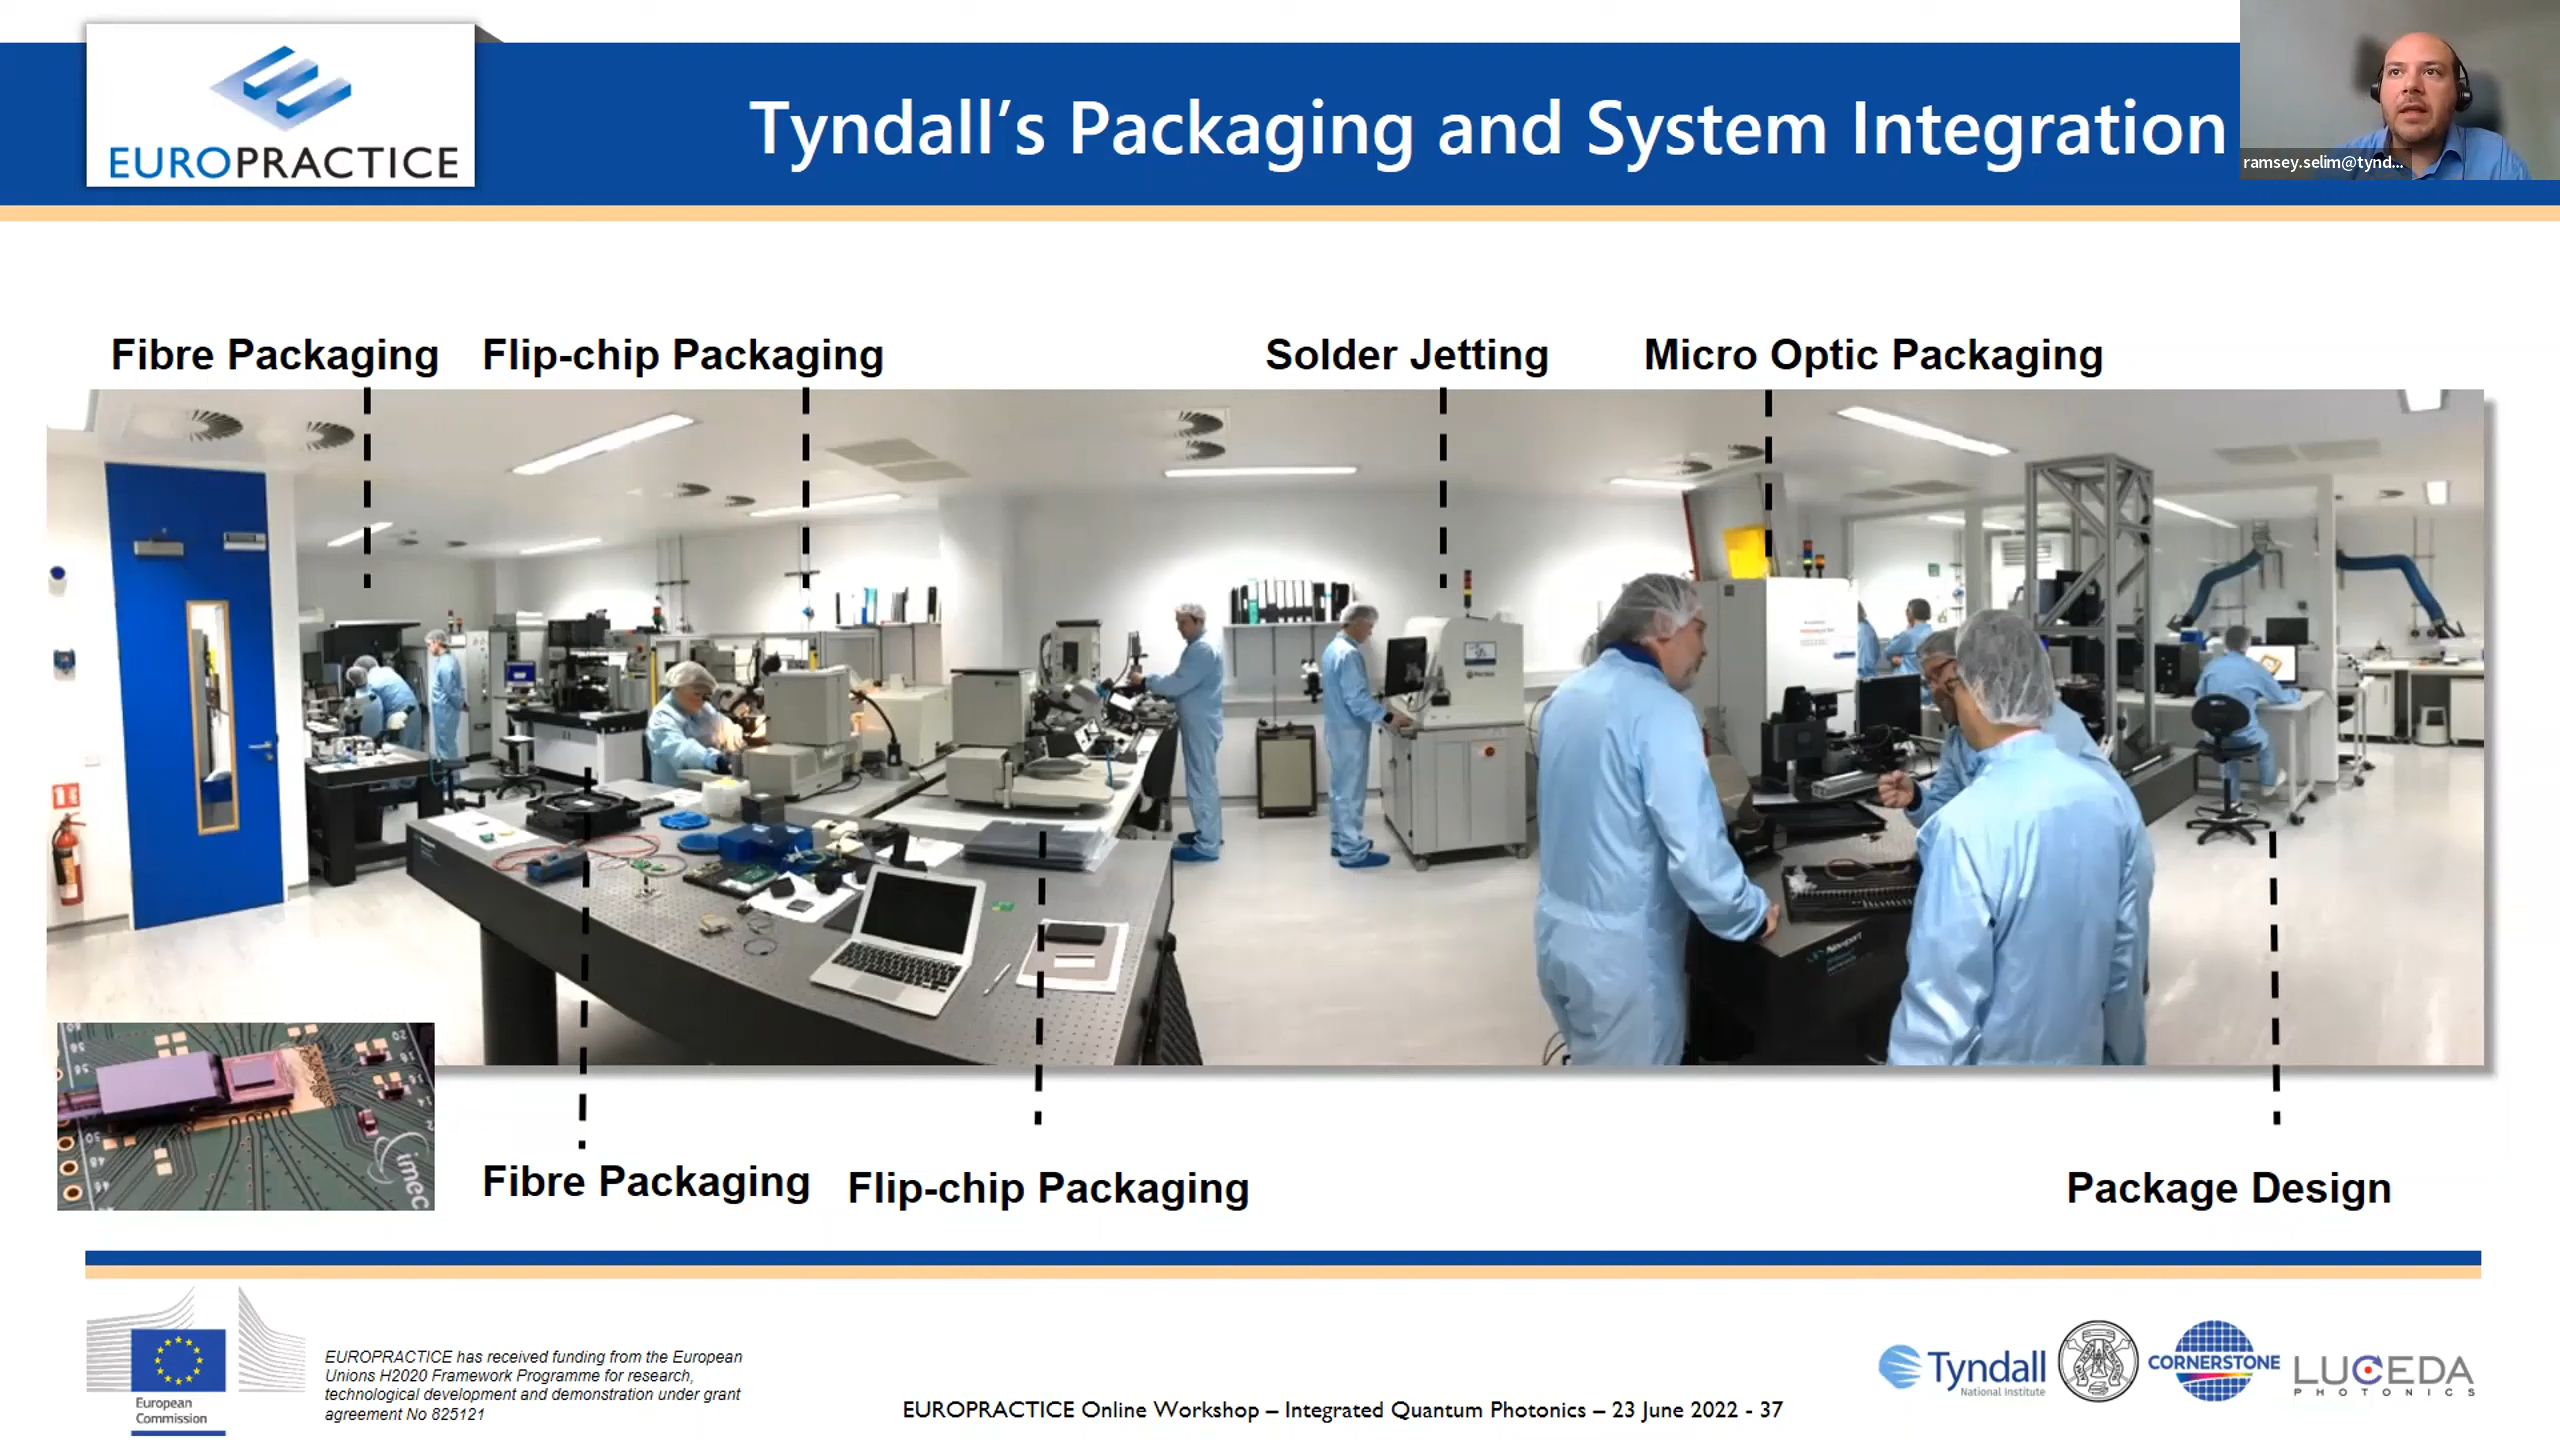 EUROPRACTICE
Tyndall's Packaging and System Integration
ramsey.selim@tynd...
Fibre Packaging
Flip-chip Packaging
Solder Jetting
Micro Optic Packaging
imec
Fibre Packaging
Flip-chip Packaging
Package Design
European
Commission
EUROPRACTICE has received funding from the European
Unions H2020 Framework Programme for research,
technological development and demonstration under grant
agreement No 825121
EUROPRACTICE Online Workshop – Integrated Quantum Photonics – 23 June 2022 - 37
Tyndall
National Institute
CORNERSTONE
LUCEDA
PHOTONICS